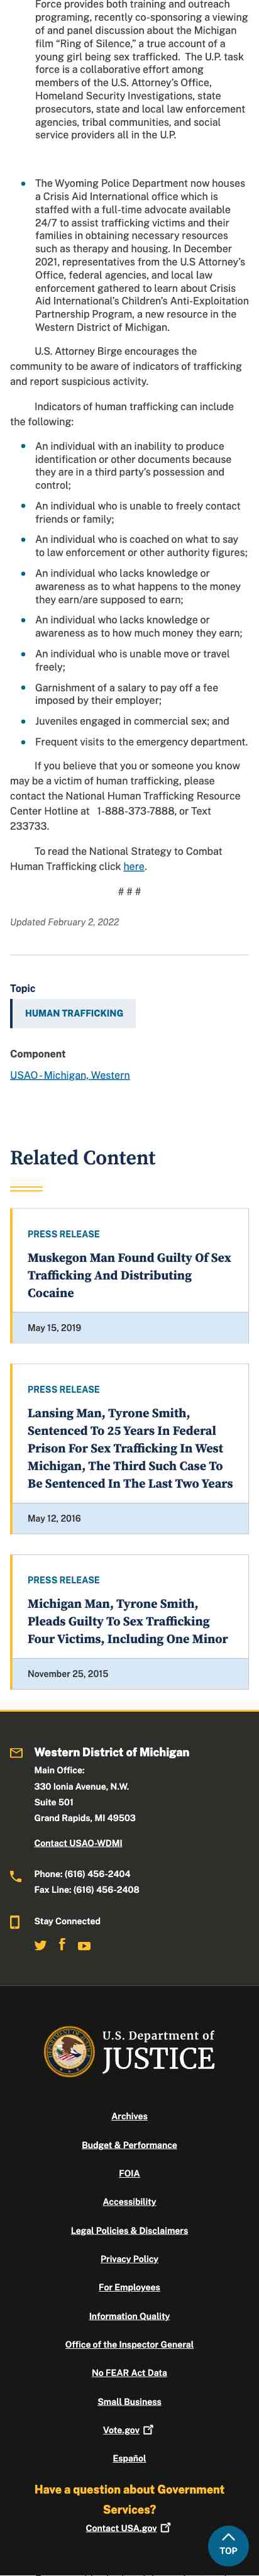 Force provides both training and outreach
programing, recently co-sponsoring a viewing
of and panel discussion about the Michigan
film “Ring of Silence,” a true account of a
young girl being sex trafficked.  The U.P. task
force is a collaborative effort among
members of the U.S. Attorney’s Office,
Homeland Security Investigations, state
prosecutors, state and local law enforcement
agencies, tribal communities, and social
service providers all in the U.P.
• The Wyoming Police Department now houses
a Crisis Aid International office which is
staffed with a full-time advocate available
24/7 to assist trafficking victims and their
families in obtaining necessary resources
such as therapy and housing. In December
2021, representatives from the U.S Attorney’s
Office, federal agencies, and local law
enforcement gathered to learn about Crisis
Aid International’s Children’s Anti-Exploitation
Partnership Program, a new resource in the
Western District of Michigan.
U.S. Attorney Birge encourages the
community to be aware of indicators of trafficking
and report suspicious activity.
Indicators of human trafficking can include
the following:
• An individual with an inability to produce
identification or other documents because
they are in a third party’s possession and
control;
• An individual who is unable to freely contact
friends or family;
• An individual who is coached on what to say
to law enforcement or other authority figures;
• An individual who lacks knowledge or
awareness as to what happens to the money
they earn/are supposed to earn;
• An individual who lacks knowledge or
awareness as to how much money they earn;
• An individual who is unable move or travel
freely;
• Garnishment of a salary to pay off a fee
imposed by their employer;
• Juveniles engaged in commercial sex; and
• Frequent visits to the emergency department.
If you believe that you or someone you know
may be a victim of human trafficking, please
contact the National Human Trafficking Resource
Center Hotline at   1-888-373-7888, or Text
233733.
To read the National Strategy to Combat
Human Trafficking click here.
# # #
Updated February 2, 2022
Topic
HUMAN TRAFFICKING
Component
USAO - Michigan, Western
Related Content
PRESS RELEASE
Muskegon Man Found Guilty Of Sex
Trafficking And Distributing
Cocaine
May 15, 2019
PRESS RELEASE
Lansing Man, Tyrone Smith,
Sentenced To 25 Years In Federal
Prison For Sex Trafficking In West
Michigan, The Third Such Case To
Be Sentenced In The Last Two Years
May 12, 2016
PRESS RELEASE
Michigan Man, Tyrone Smith,
Pleads Guilty To Sex Trafficking
Four Victims, Including One Minor
November 25, 2015
Western District of Michigan
Main Office:
330 Ionia Avenue, N.W.
Suite 501
Grand Rapids, MI 49503
Contact USAO-WDMI
Phone: (616) 456-2404
Fax Line: (616) 456-2408
Stay Connected
U.S. Department of
JUSTICE
Archives
Budget & Performance
FOIA
Accessibility
Legal Policies & Disclaimers
Privacy Policy
For Employees
Information Quality
Office of the Inspector General
No FEAR Act Data
Small Business
Vote.gov
Español
Have a question about Government
Services?
Contact USA.gov
TOP